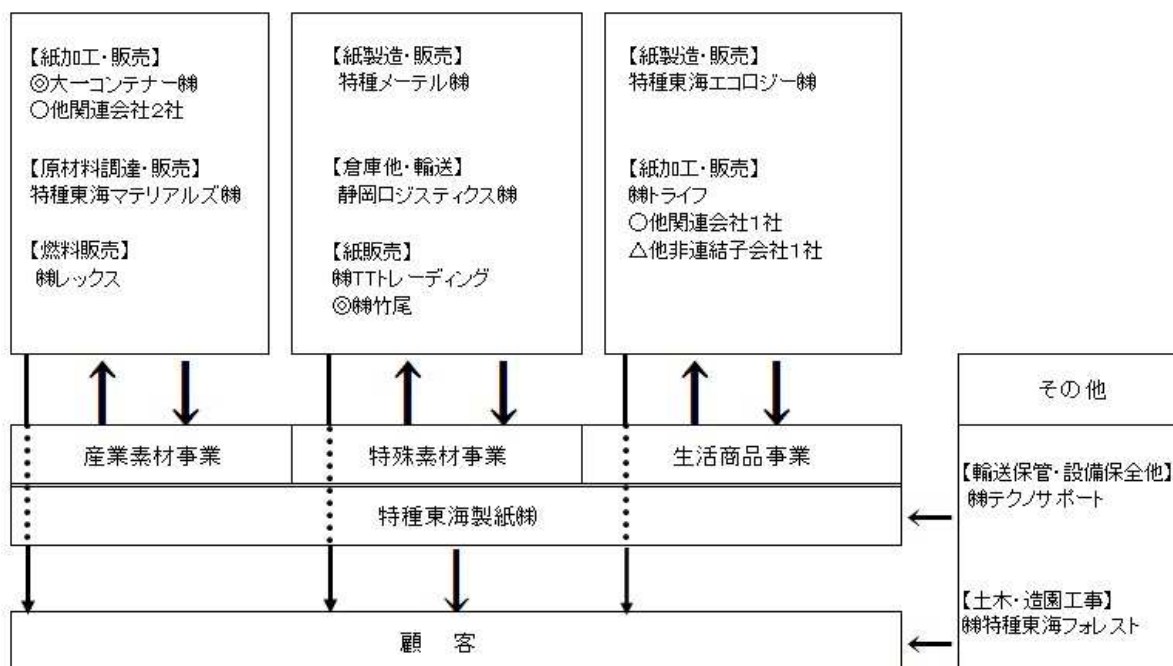 【紙加工・販売】
◎大一コンテナー㈱
○他関連会社2社
【原材料調達・販売】
特種東海マテリアルズ㈱
【燃料販売】
㈱レックス
【紙製造・販売】
特種メーテル㈱
【倉庫他・輸送】
静岡ロジスティクス㈱
【紙販売】
㈱TTトレーディング
◎㈱竹尾
【紙製造・販売】
特種東海エコロジー㈱
【紙加工・販売】
㈱トライフ
○他関連会社1社
△他非連結子会社1社
産業素材事業
特殊素材事業
生活商品事業
特種東海製紙㈱
顧 客
その他
【輸送保管・設備保全他】
㈱テクノサポート
【土木・造園工事】
㈱特種東海フォレスト